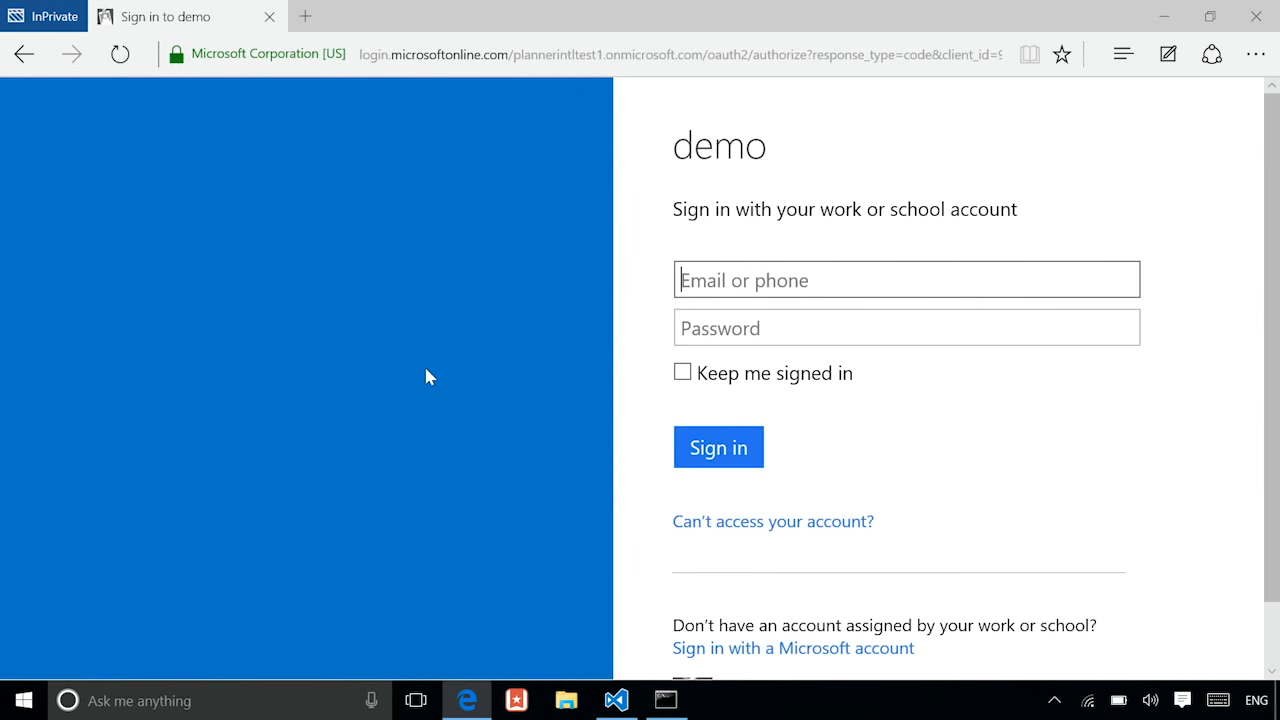 InPrivate
Sign in to demo
Microsoft Corporation [US]
login.microsoftonline.com/plannerintltest1.onmicrosoft.com/oauth2/authorize?response_type=code&client_id=9
demo
Sign in with your work or school account
Email or phone
Password
Keep me signed in
Sign in
Can't access your account?
Don't have an account assigned by your work or school?
Sign in with a Microsoft account
Ask me anything
ENG